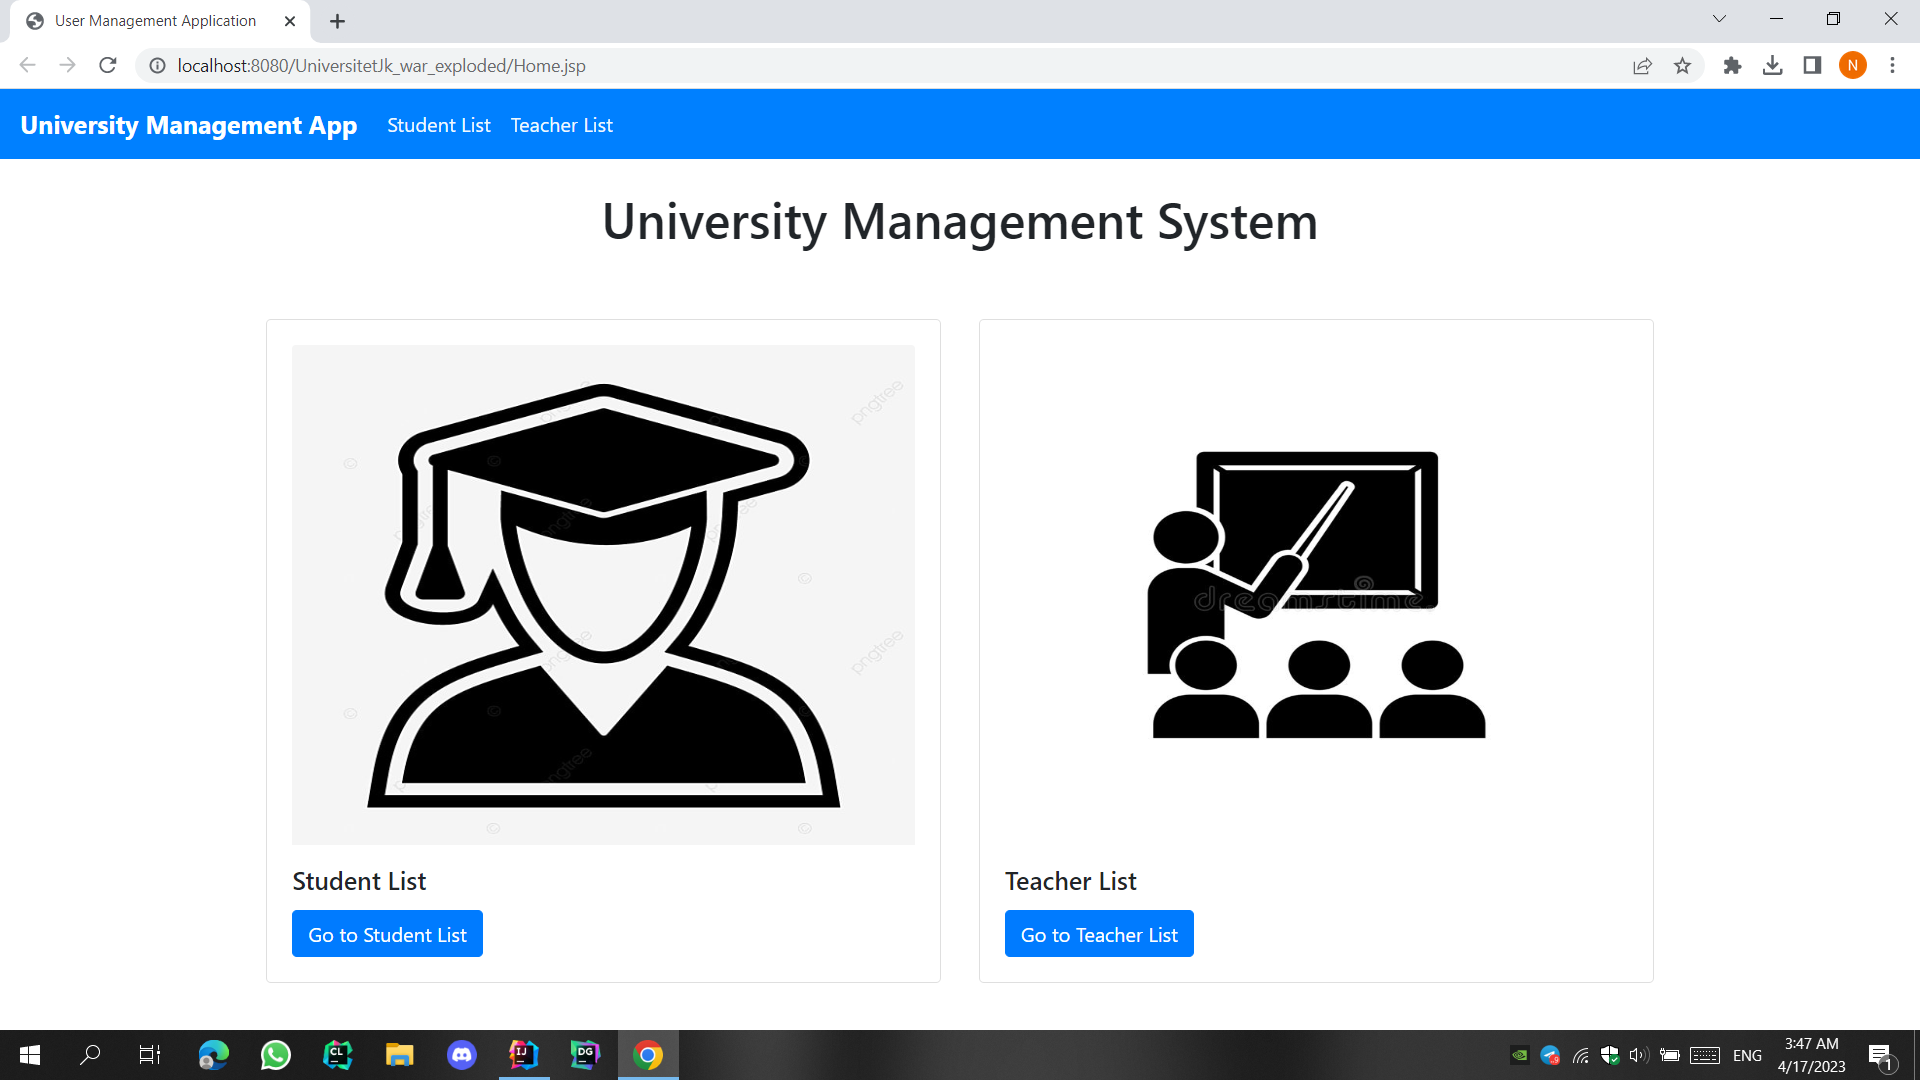 User Management Application
localhost:8080/UniversitetJk_war_exploded/Home.jsp
N
University Management App Student List Teacher List
University Management System
pngtree
pngtree
dreamstime
Student List
Teacher List
Go to Student List
Go to Teacher List
CL
IJ
DG
9
ENG
3:47 AM
4/17/2023
1